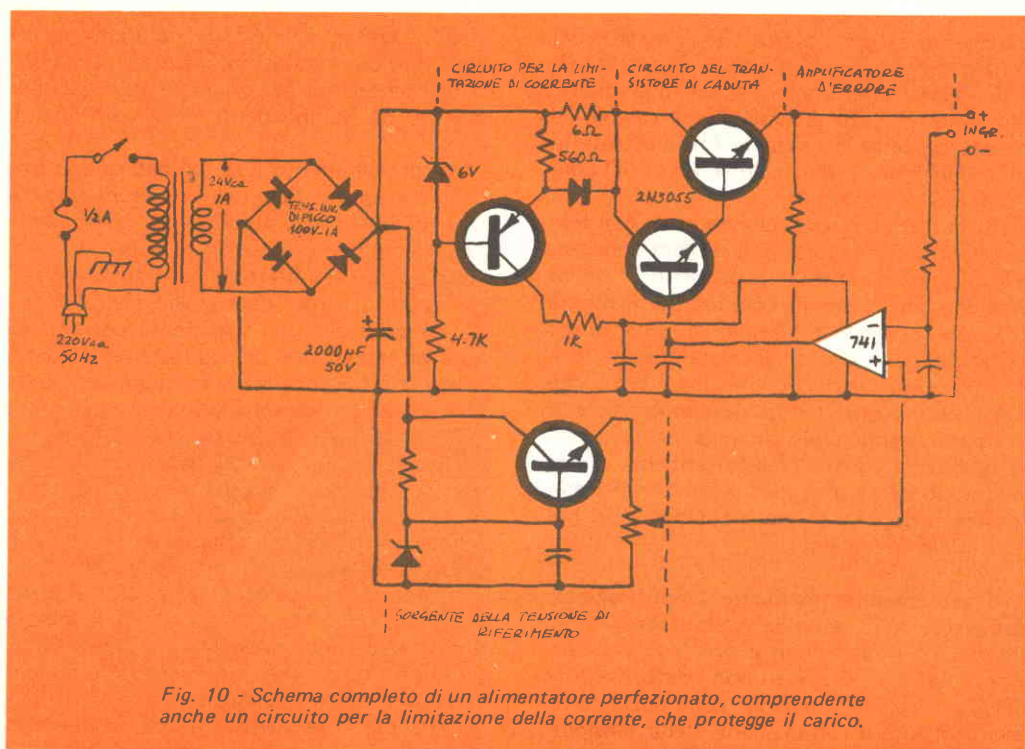 CIRCUITO PER LA LIMI-
TAZIONE DI CORRENTE
CIRCUITO DEL TRAN-
SISTORE DI CADUTA
AMPLIFICATORE
D'ERRORE
+
INGR.
-
6Ω
560Ω
6V
2N3055
24Vca
1A
TENS. INV.
DI PICCO
100V-1A
½A
220Vca
50HZ
+
2000µF
50V
4.7K
1K
741
-
+
SORGENTE DELLA TENSIONE DI
RIFERIMENTO
Fig. 10 - Schema completo di un alimentatore perfezionato, comprendente
anche un circuito per la limitazione della corrente, che protegge il carico.